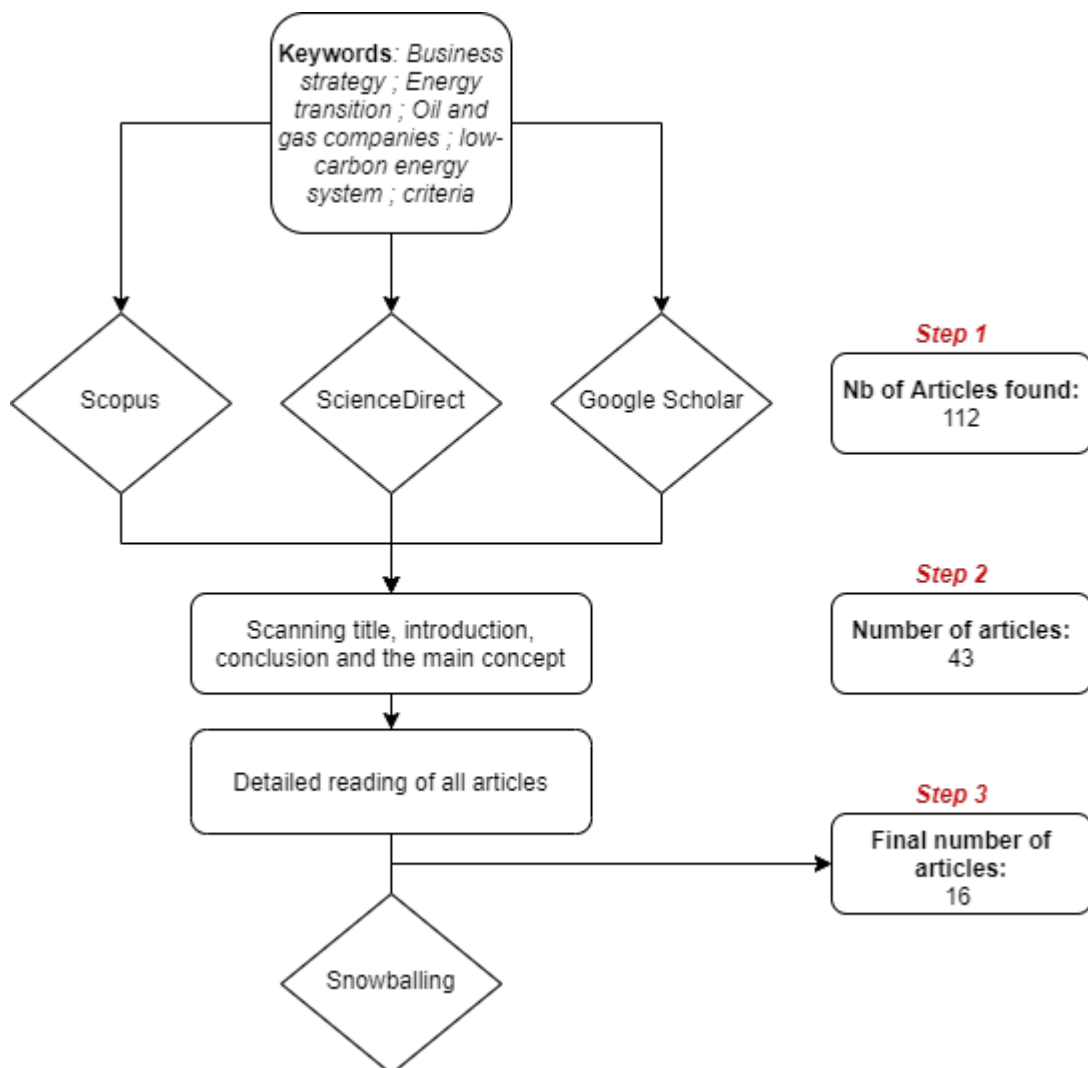 Keywords: Business
strategy ; Energy
transition ; Oil and
gas companies ; low-
carbon energy
system ; criteria
Scopus
ScienceDirect
Google Scholar
Step 1
Nb of Articles found:
112
Scanning title, introduction,
conclusion and the main concept
Step 2
Number of articles:
43
Detailed reading of all articles
Step 3
Final number of
articles:
16
Snowballing